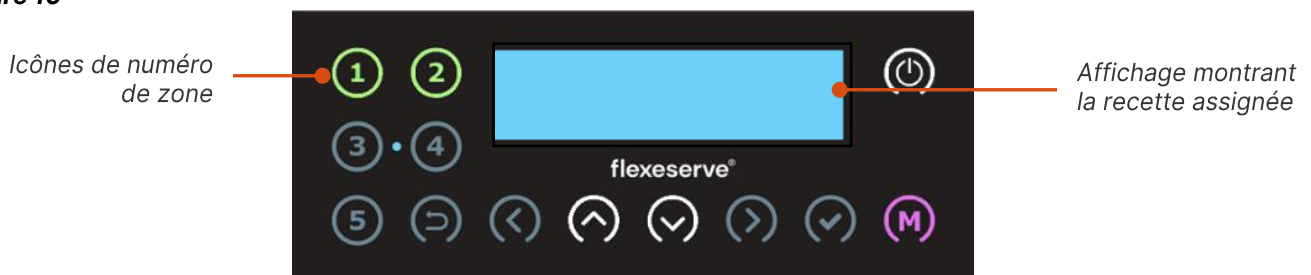 Icônes de numéro
de zone
1 2
3 4
flexeserve®
5 M
Affichage montrant
la recette assignée